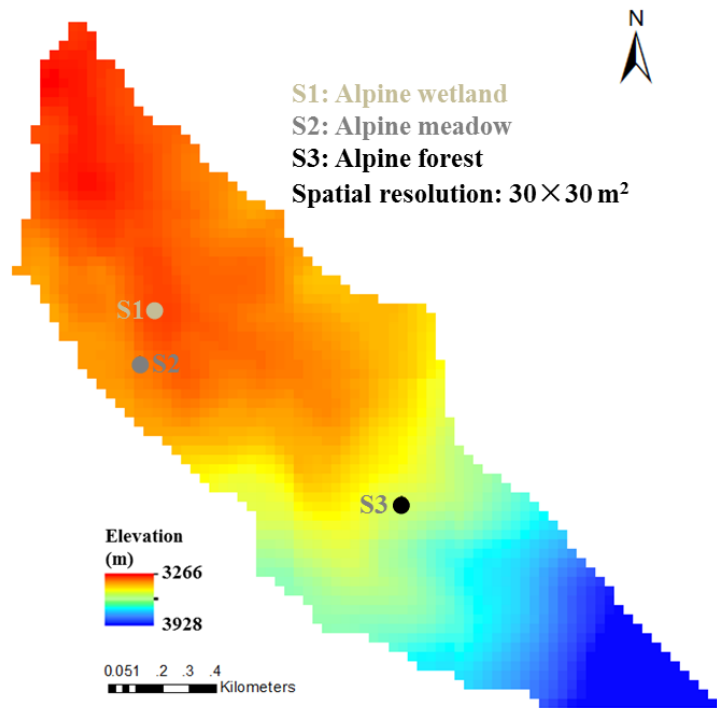 N
S1: Alpine wetland
S2: Alpine meadow
S3: Alpine forest
Spatial resolution: 30×30 m²
S1
S2
S3
Elevation
(m)
3266
3928
0.051 .2 .3 .4
Kilometers